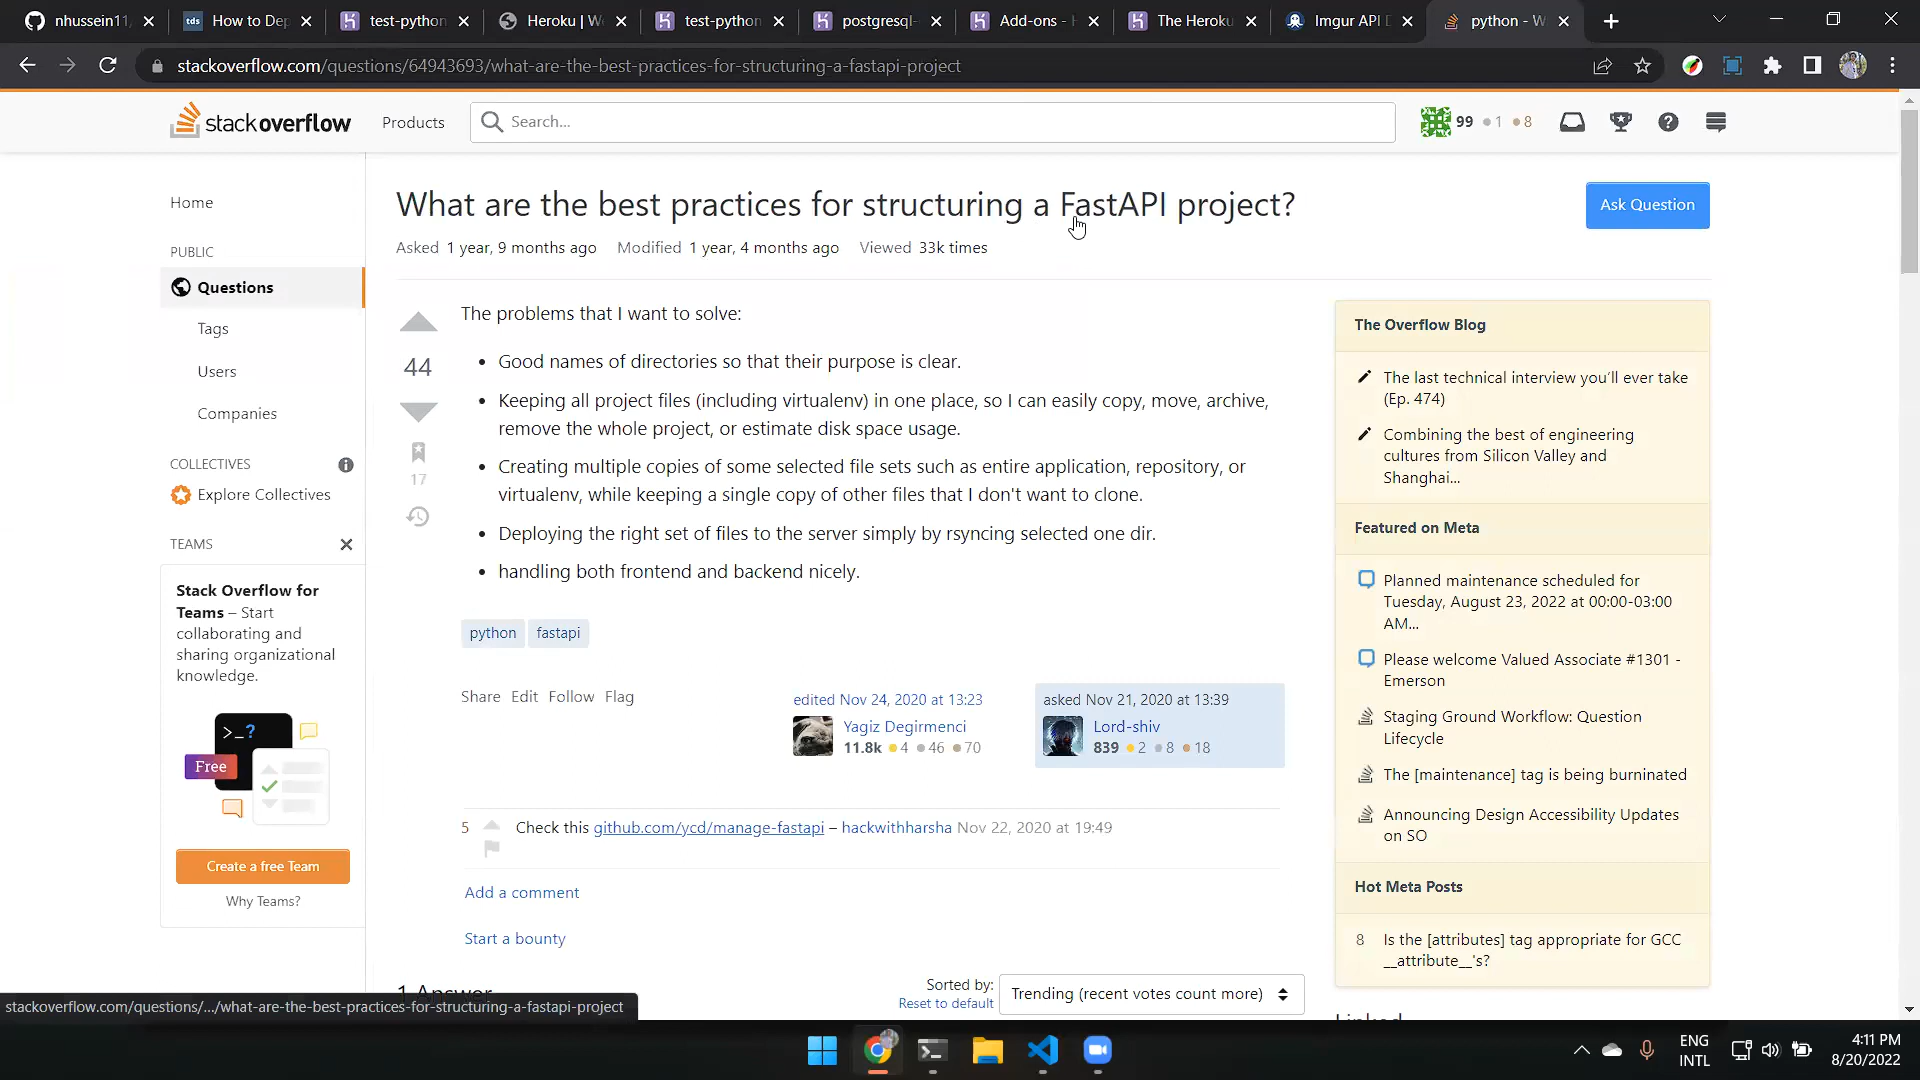 nhussein11/
How to Dep
test-python
Heroku | W
test-python
postgresql-
Add-ons - H
The Heroku
Imgur API D
python - W
stackoverflow.com/questions/64943693/what-are-the-best-practices-for-structuring-a-fastapi-project
stackoverflow
Products
Search...
99 1 8
Home
PUBLIC
Questions
Tags
Users
Companies
COLLECTIVES
Explore Collectives
TEAMS
Stack Overflow for
Teams – Start
collaborating and
sharing organizational
knowledge.
>_?
Free
Create a free Team
Why Teams?
What are the best practices for structuring a FastAPI project?
Ask Question
Asked 1 year, 9 months ago Modified 1 year, 4 months ago Viewed 33k times
44
17
The problems that I want to solve:
• Good names of directories so that their purpose is clear.
• Keeping all project files (including virtualenv) in one place, so I can easily copy, move, archive,
remove the whole project, or estimate disk space usage.
• Creating multiple copies of some selected file sets such as entire application, repository, or
virtualenv, while keeping a single copy of other files that I don't want to clone.
• Deploying the right set of files to the server simply by rsyncing selected one dir.
• handling both frontend and backend nicely.
python fastapi
Share Edit Follow Flag
edited Nov 24, 2020 at 13:23
Yagiz Degirmenci
11.8k 4 46 70
asked Nov 21, 2020 at 13:39
Lord-shiv
839 2 8 18
5 Check this github.com/ycd/manage-fastapi – hackwithharsha Nov 22, 2020 at 19:49
Add a comment
Start a bounty
1 Answer
Sorted by:
Reset to default
Trending (recent votes count more)
The Overflow Blog
The last technical interview you'll ever take
(Ep. 474)
Combining the best of engineering
cultures from Silicon Valley and
Shanghai...
Featured on Meta
Planned maintenance scheduled for
Tuesday, August 23, 2022 at 00:00-03:00
AM...
Please welcome Valued Associate #1301 -
Emerson
Staging Ground Workflow: Question
Lifecycle
The [maintenance] tag is being burninated
Announcing Design Accessibility Updates
on SO
Hot Meta Posts
8 Is the [attributes] tag appropriate for GCC
__attribute__'s?
Linked
stackoverflow.com/questions/.../what-are-the-best-practices-for-structuring-a-fastapi-project
ENG
INTL
4:11 PM
8/20/2022